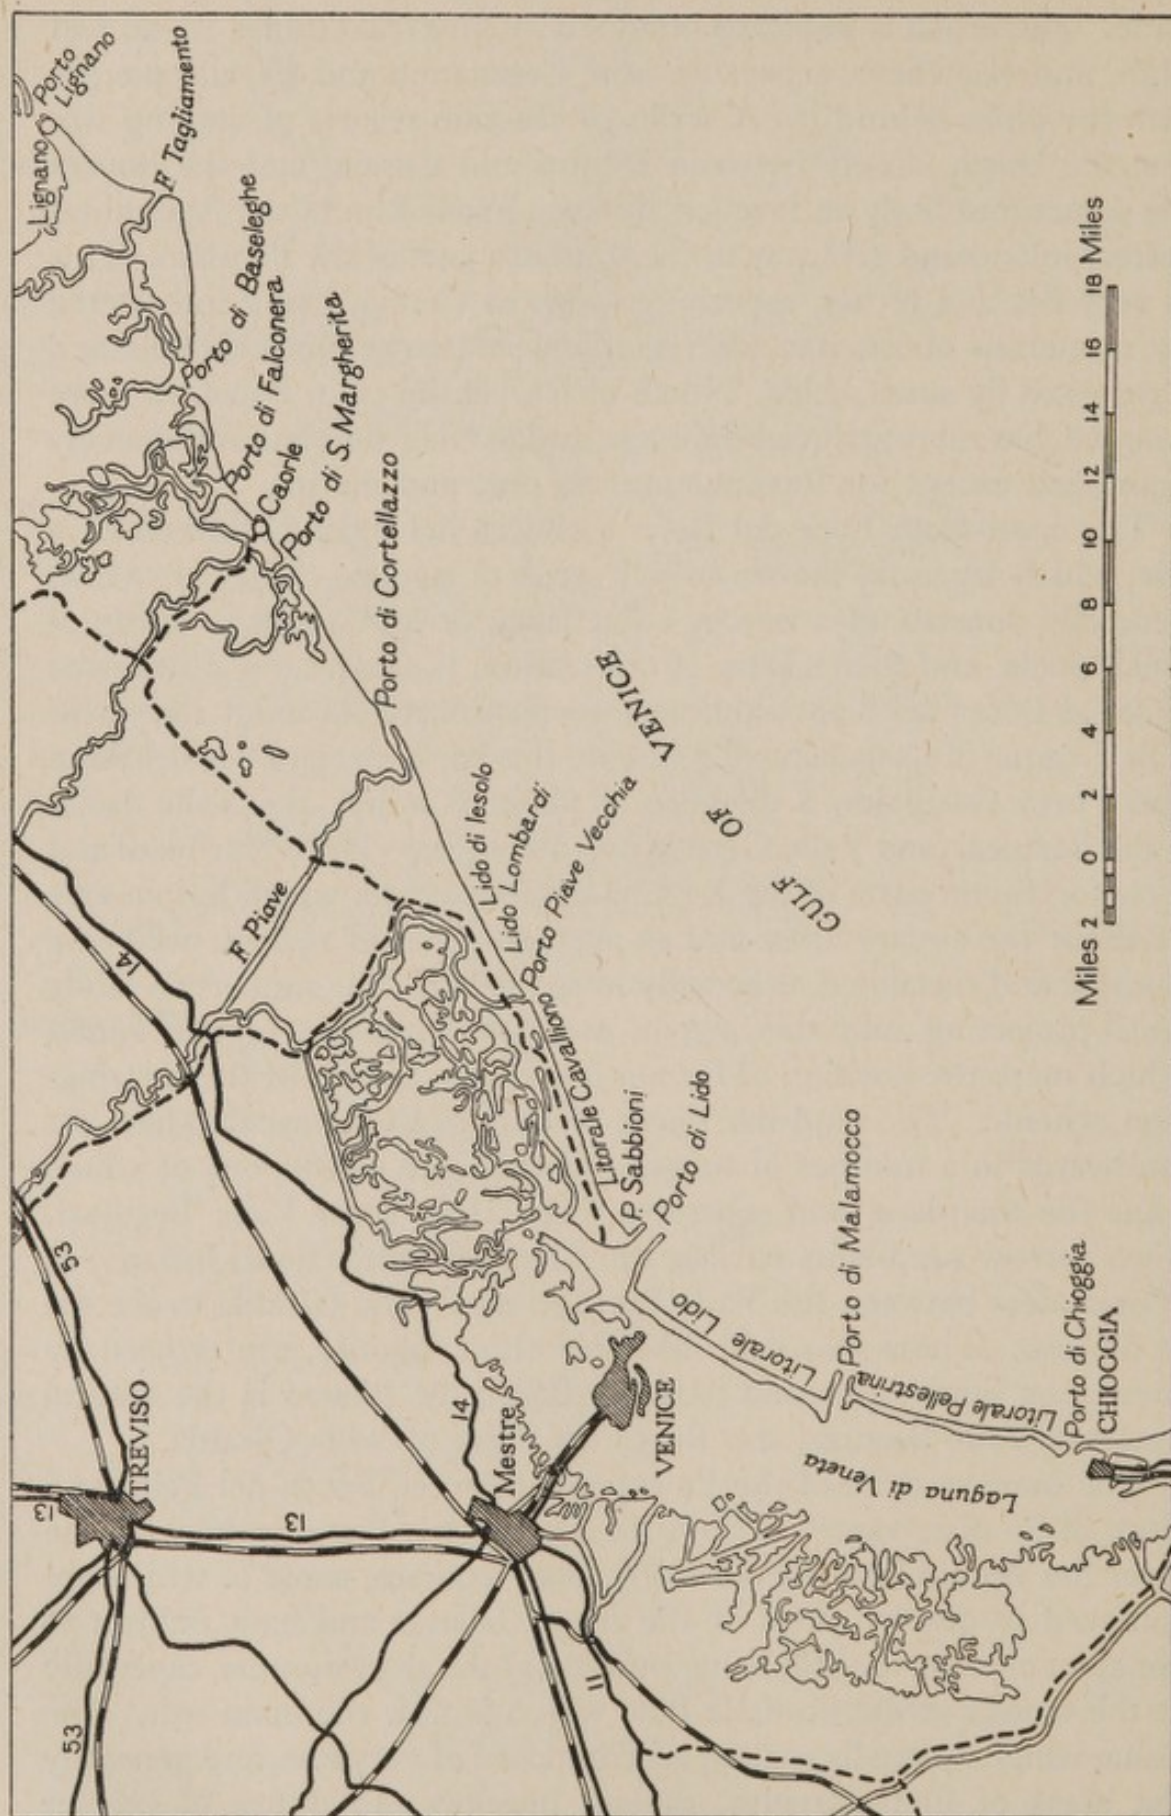 Porto
Lignano
Lignano
F Tagliamento
Porto di Baseleghe
Porto di Falconera
Caorle
Porto di S. Margherita
Porto di Cortellazzo
Lido di Iesolo
Lido Lombardi
Porto Piave Vecchia
GULF
OF
VENICE
F Piave
14
Litorale Cavallino
P. Sabbioni
Porto di Lido
Litorale Lido
Porto di Malamocco
Litorale Pellestrina
Porto di Chioggia
CHIOGGIA
Laguna di Veneta
VENICE
Mestre
14
53
TREVISO
13
13
53
11
Miles 2 0 2 4 6 8 10 12 14 16 18 Miles